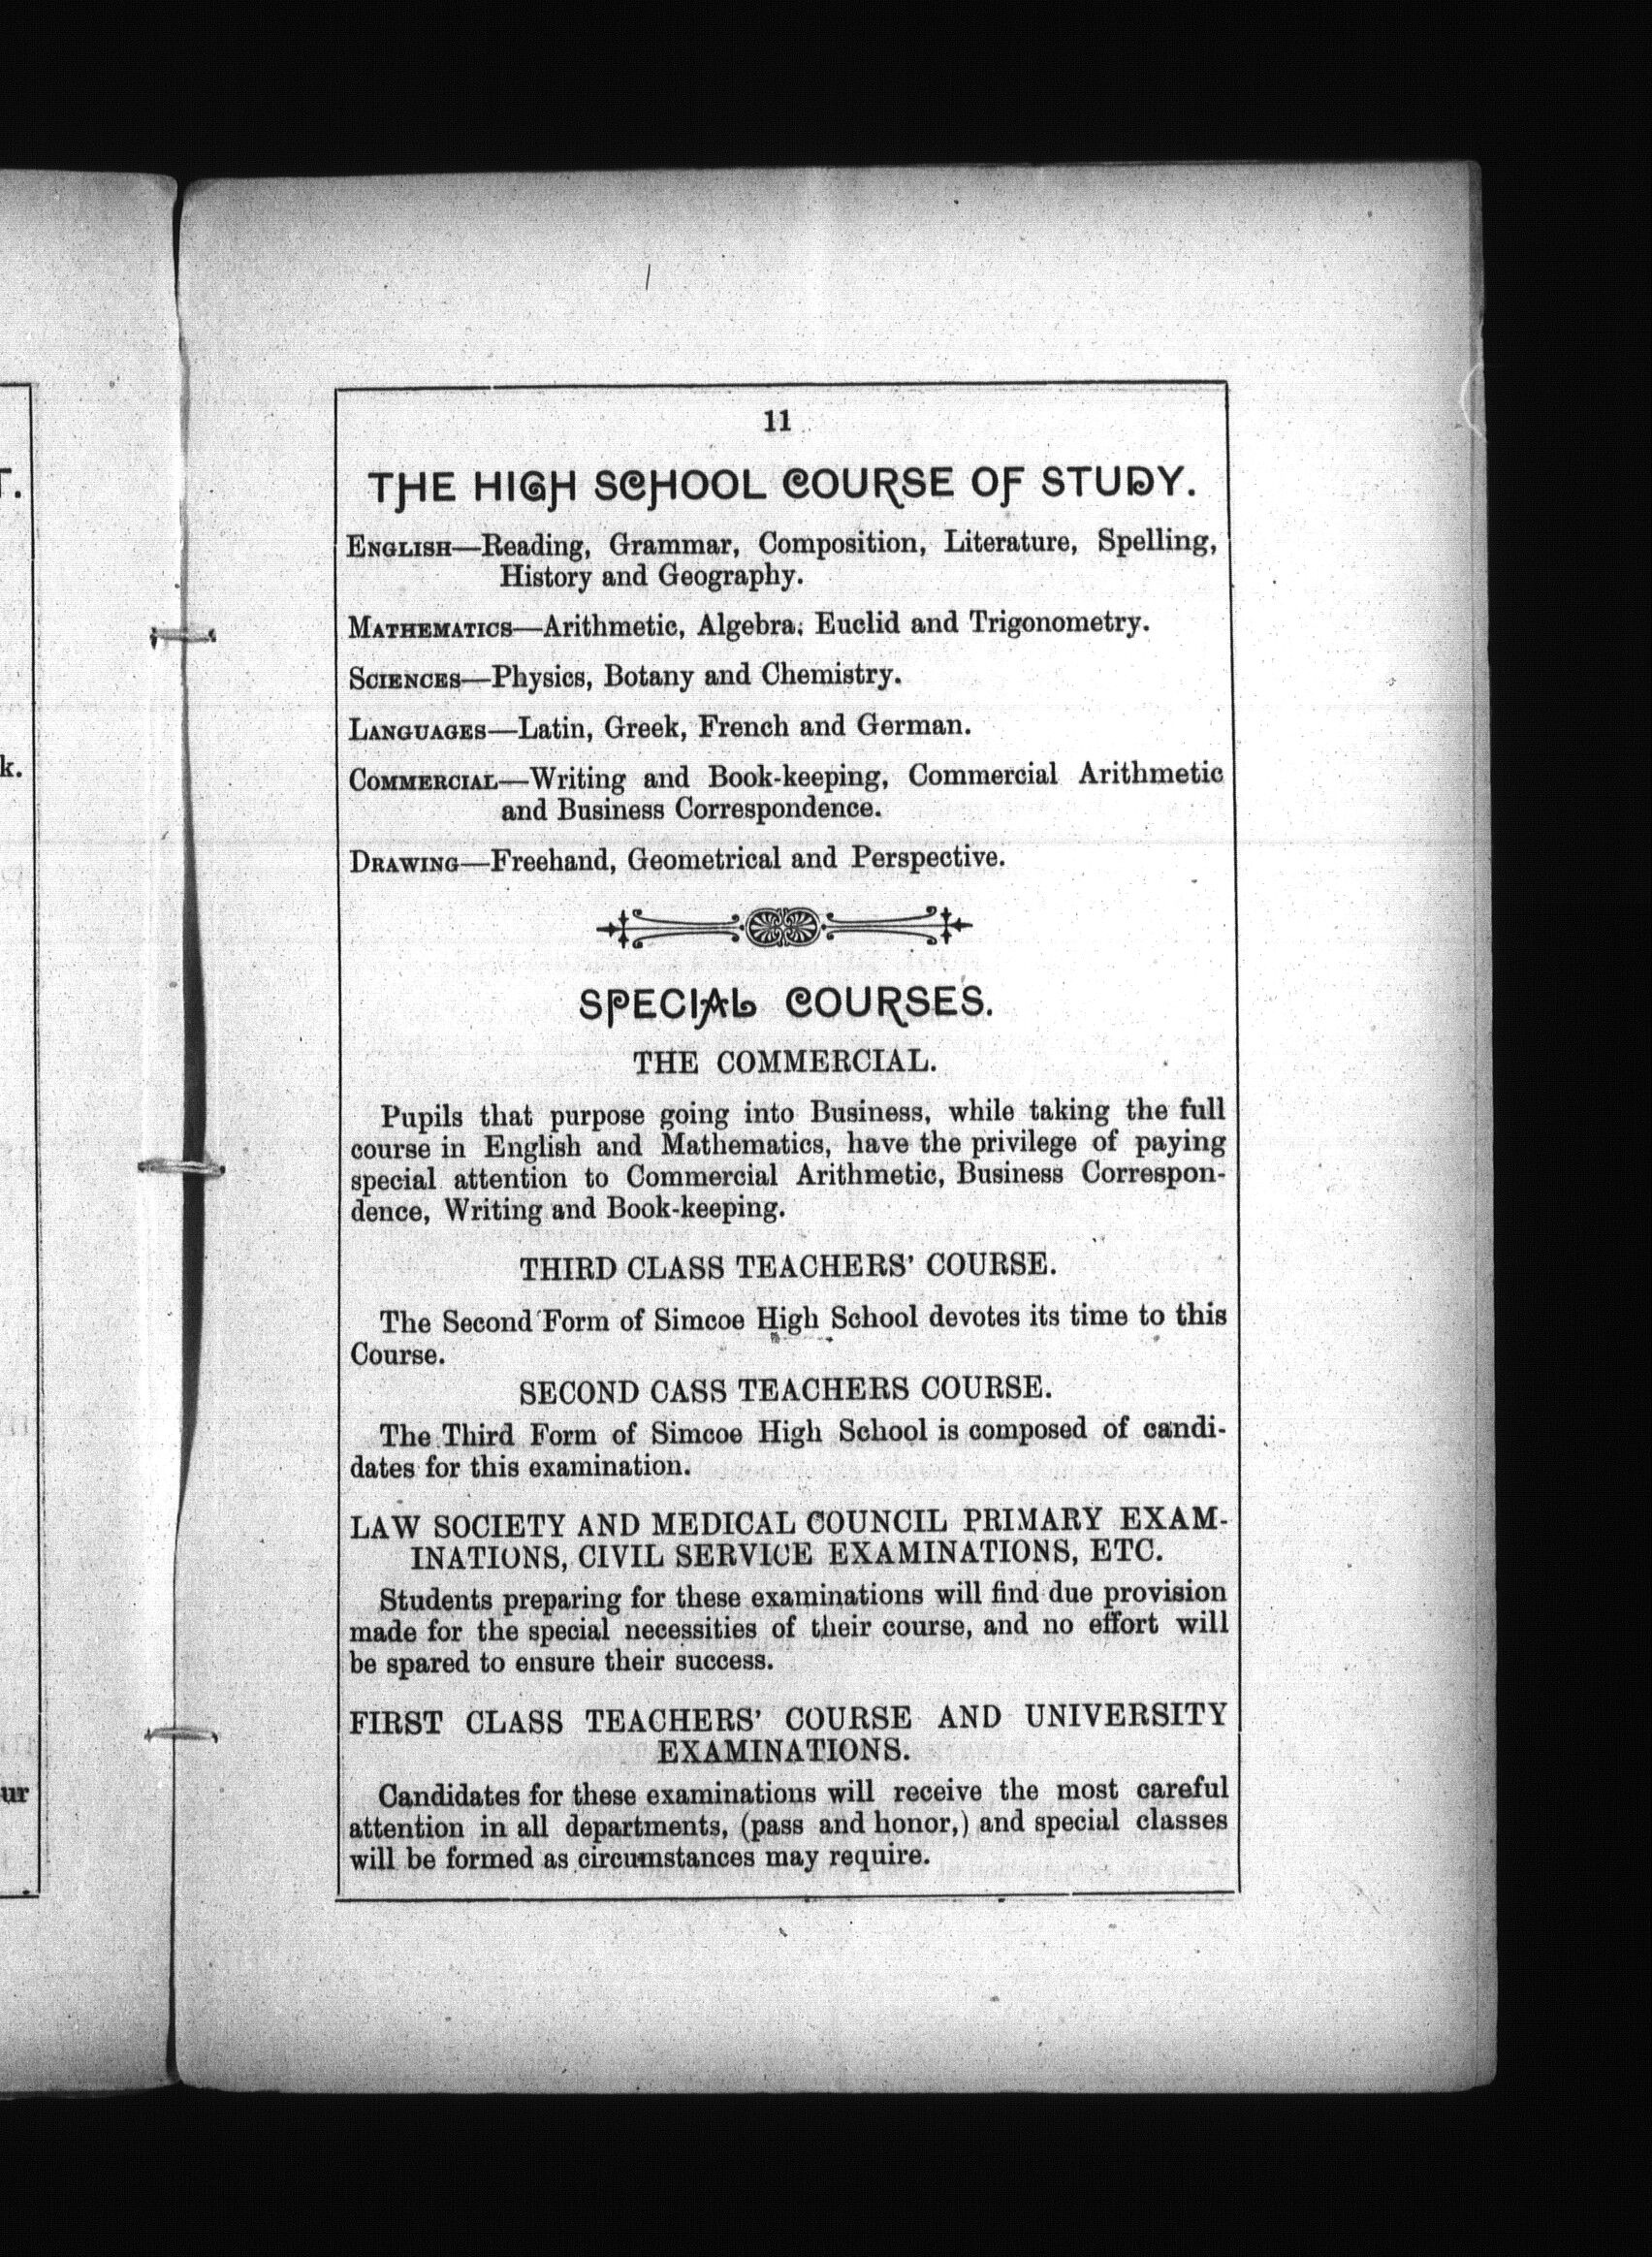 11
THE HIGH SCHOOL COURSE OF STUDY.
ENGLISH—Reading, Grammar, Composition, Literature, Spelling,
History and Geography.
MATHEMATICS—Arithmetic, Algebra, Euclid and Trigonometry.
SCIENCES—Physics, Botany and Chemistry.
LANGUAGES—Latin, Greek, French and German.
COMMERCIAL—Writing and Book-keeping, Commercial Arithmetic
and Business Correspondence.
DRAWING—Freehand, Geometrical and Perspective.
SPECIAL COURSES.
THE COMMERCIAL.
Pupils that purpose going into Business, while taking the full
course in English and Mathematics, have the privilege of paying
special attention to Commercial Arithmetic, Business Correspon-
dence, Writing and Book-keeping.
THIRD CLASS TEACHERS' COURSE.
The Second Form of Simcoe High School devotes its time to this
Course.
SECOND CASS TEACHERS COURSE.
The Third Form of Simcoe High School is composed of candi-
dates for this examination.
LAW SOCIETY AND MEDICAL COUNCIL PRIMARY EXAM-
INATIONS, CIVIL SERVICE EXAMINATIONS, ETC.
Students preparing for these examinations will find due provision
made for the special necessities of their course, and no effort will
be spared to ensure their success.
FIRST CLASS TEACHERS' COURSE AND UNIVERSITY
EXAMINATIONS.
Candidates for these examinations will receive the most careful
attention in all departments, (pass and honor,) and special classes
will be formed as circumstances may require.